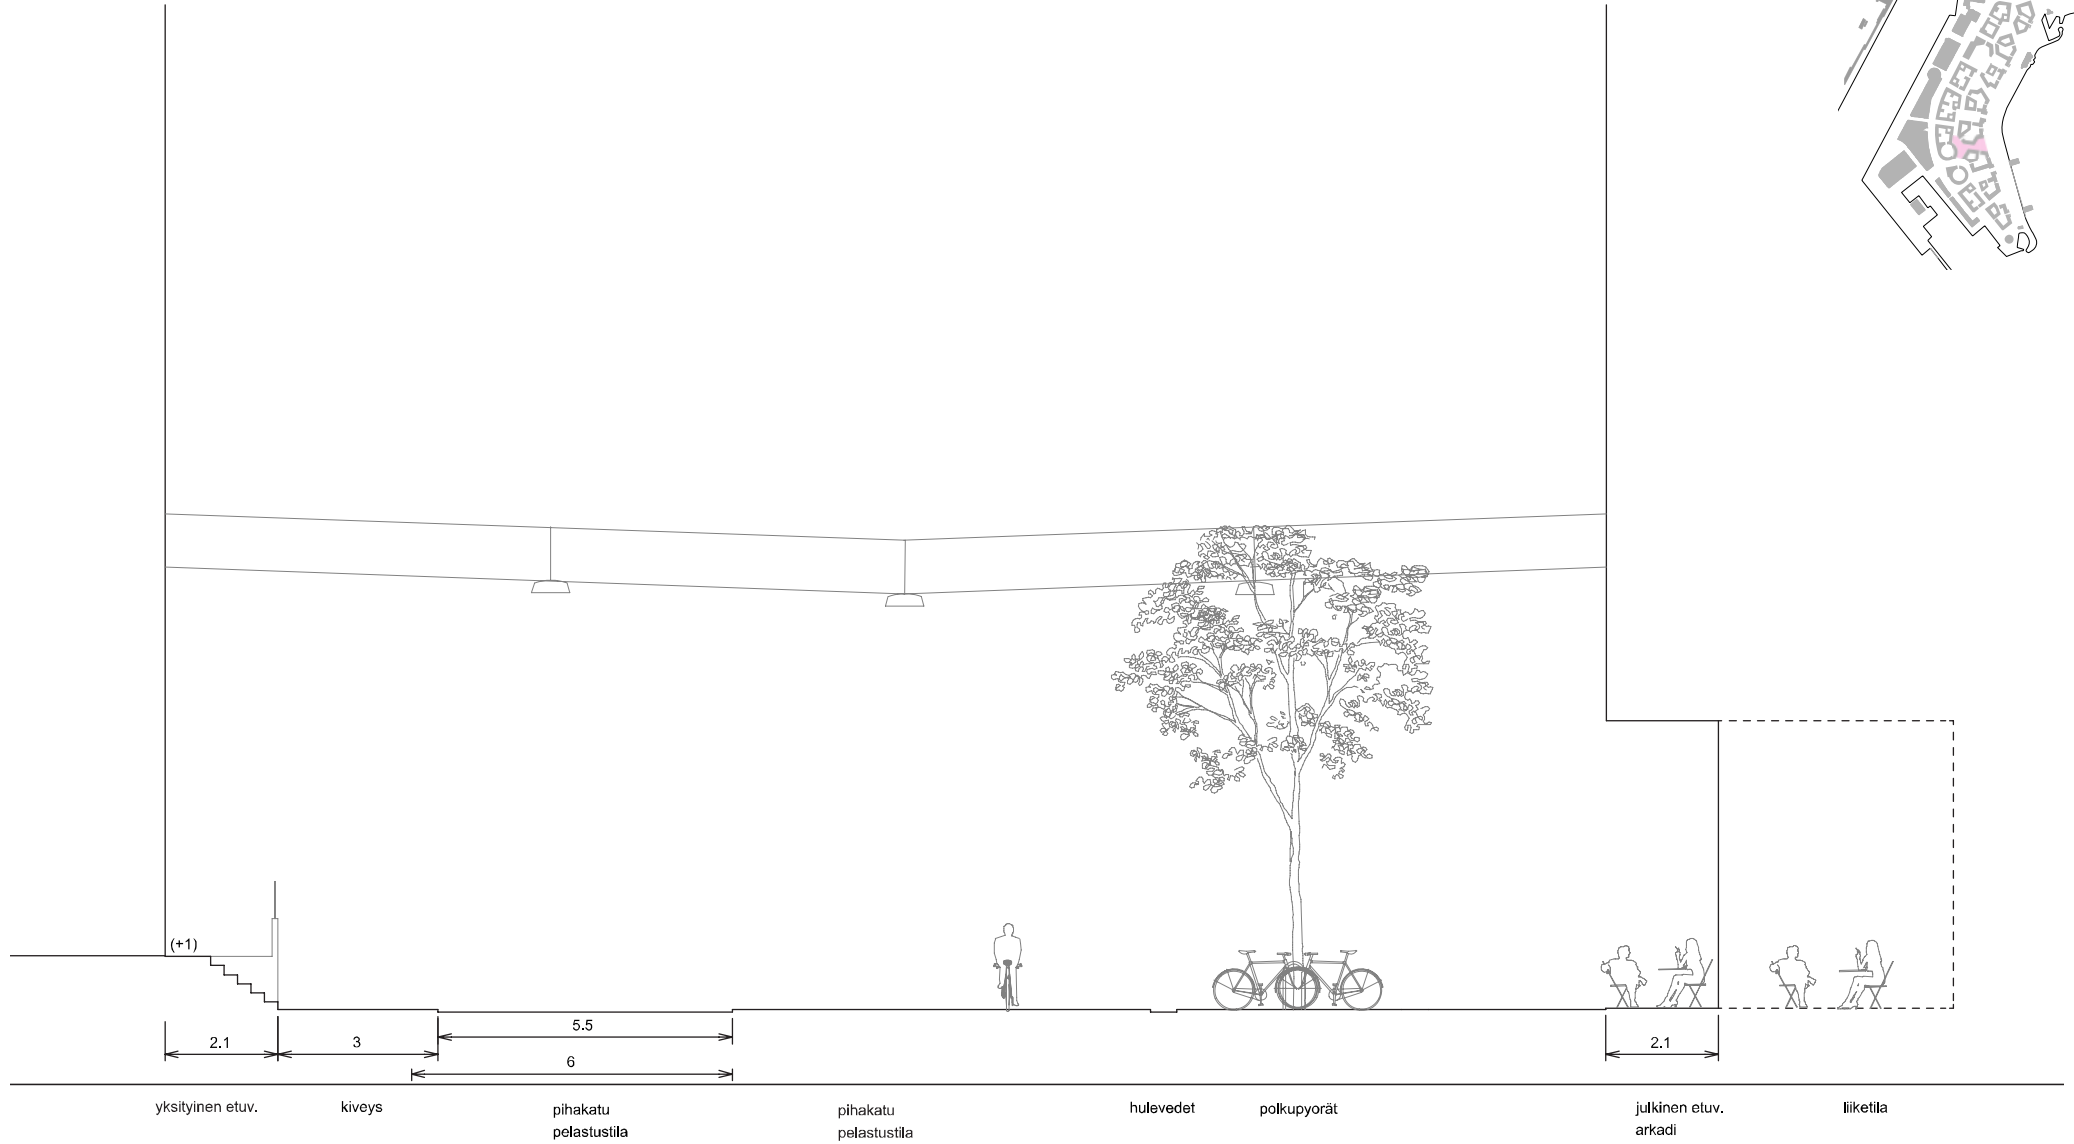 (+1)
5.5
2.1
3
2.1
6
yksityinen etuv.
kiveys
pihakatu
pelastustila
pihakatu
pelastustila
hulevedet
polkupyorät
julkinen etuv.
arkadi
liiketila